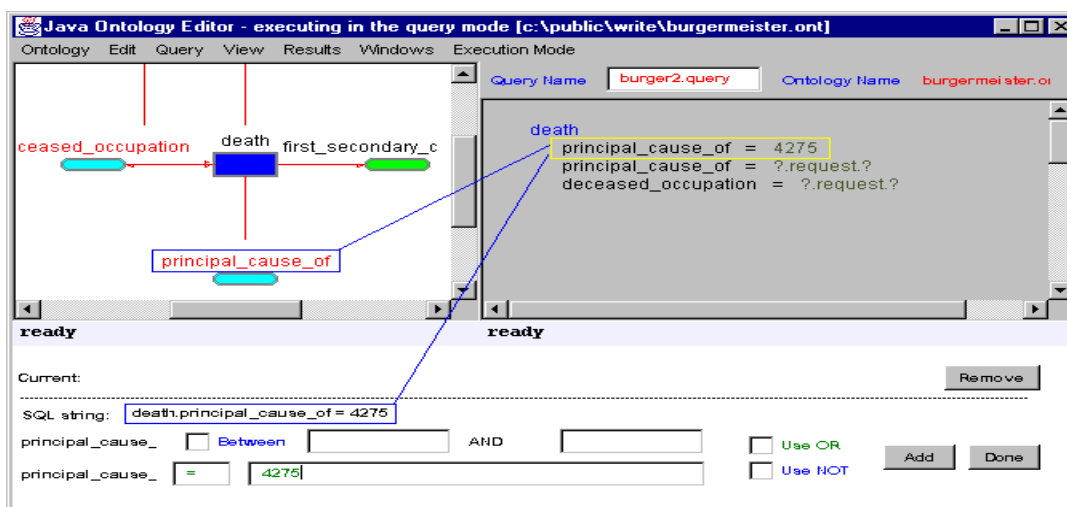 Java Ontology Editor - executing in the query mode [c:\public\write\burgermeister.ont]
Ontology Edit Query View Results Windows Execution Mode
Query Name burger2.query Ontology Name burgermeister.o
ceased_occupation death first_secondary_c
principal_cause_of
death
principal_cause_of = 4275
principal_cause_of = ?.request.?
deceased_occupation = ?.request.?
ready
ready
Current: Remove
SQL string: death.principal_cause_of = 4275
principal_cause_ Between AND Use OR
Add Done
principal_cause_ = 4275 Use NOT